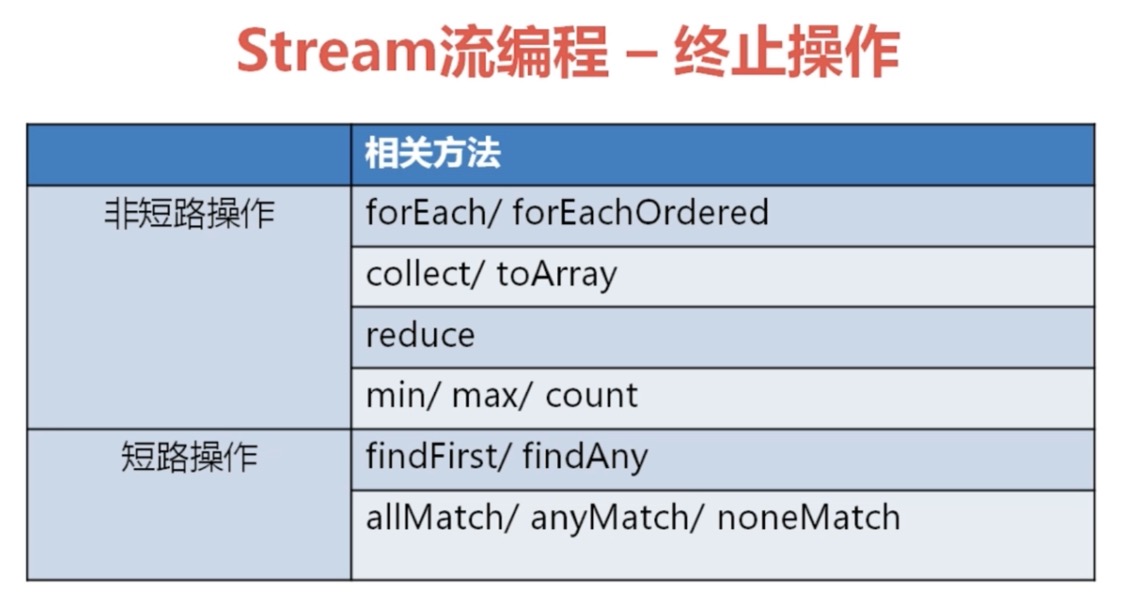 Stream流编程 – 终止操作
相关方法
非短路操作
forEach/ forEachOrdered
collect/ toArray
reduce
min/ max/ count
短路操作
findFirst/ findAny
allMatch/ anyMatch/ noneMatch